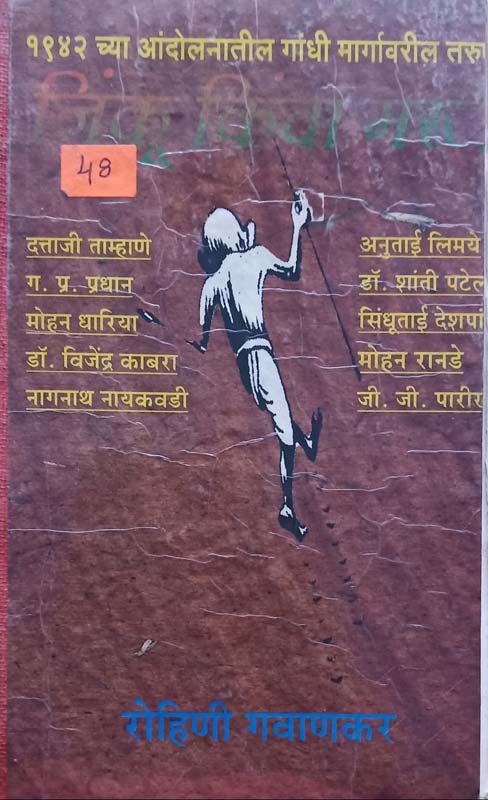 १९४२ च्या आंदोलनातील गांधी मार्गावरील तरु
जिंकू किंवा मरू
48
दत्ताजी ताम्हाणे
ग. प्र. प्रधान
मोहन धारिया
डॉ. विजेंद्र काबरा
नागनाथ नायकवडी
अनुताई लिमये
डॉ. शांती पटेल
सिंधूताई देशपां
मोहन रानडे
जी. जी. पारीख
रोहिणी गवाणकर